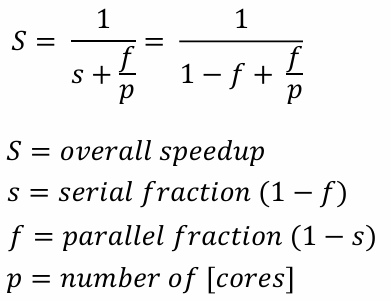 S = 1 / (s + f/p) = 1 / (1 − f + f/p)
S = overall speedup
s = serial fraction (1 − f)
f = parallel fraction (1 − s)
p = number of [cores]